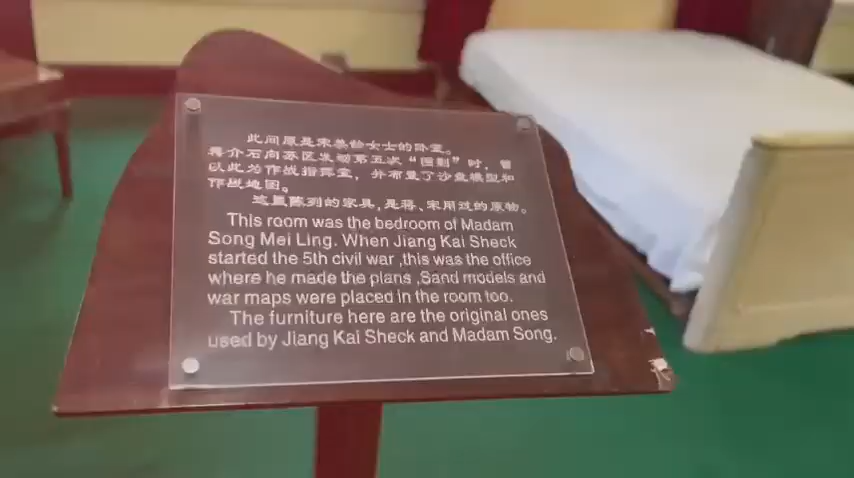 此间原是宋美龄女士的卧室。
蒋介石向苏区发动第五次“围剿”时，曾
以此为作战指挥室，并布置了沙盘模型和
作战地图。
这里陈列的家具，是蒋、宋用过的原物。
This room was the bedroom of Madam
Song Mei Ling. When Jiang Kai Sheck
started the 5th civil war ,this was the office
where he made the plans ,Sand models and
war maps were placed in the room too.
The furniture here are the original ones
used by Jiang Kai Sheck and Madam Song.